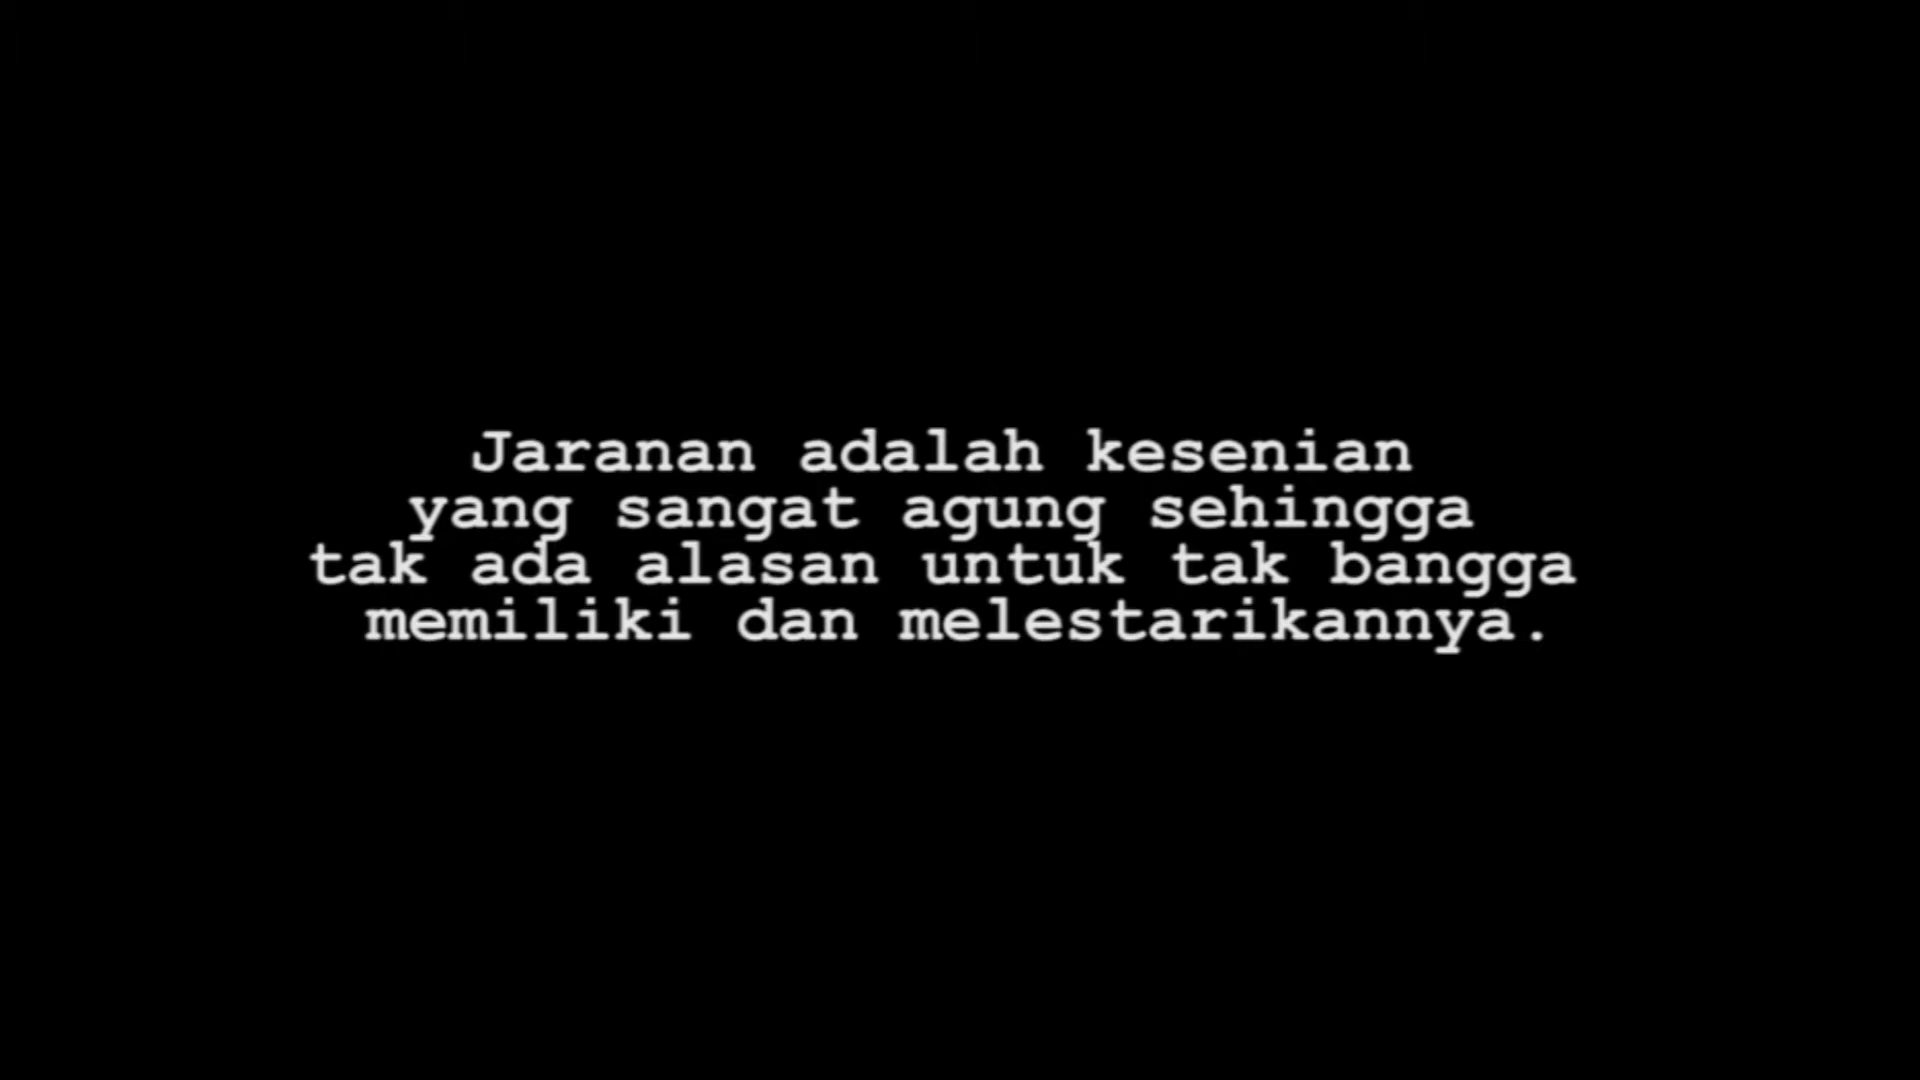 Jaranan adalah kesenian
yang sangat agung sehingga
tak ada alasan untuk tak bangga
memiliki dan melestarikannya.